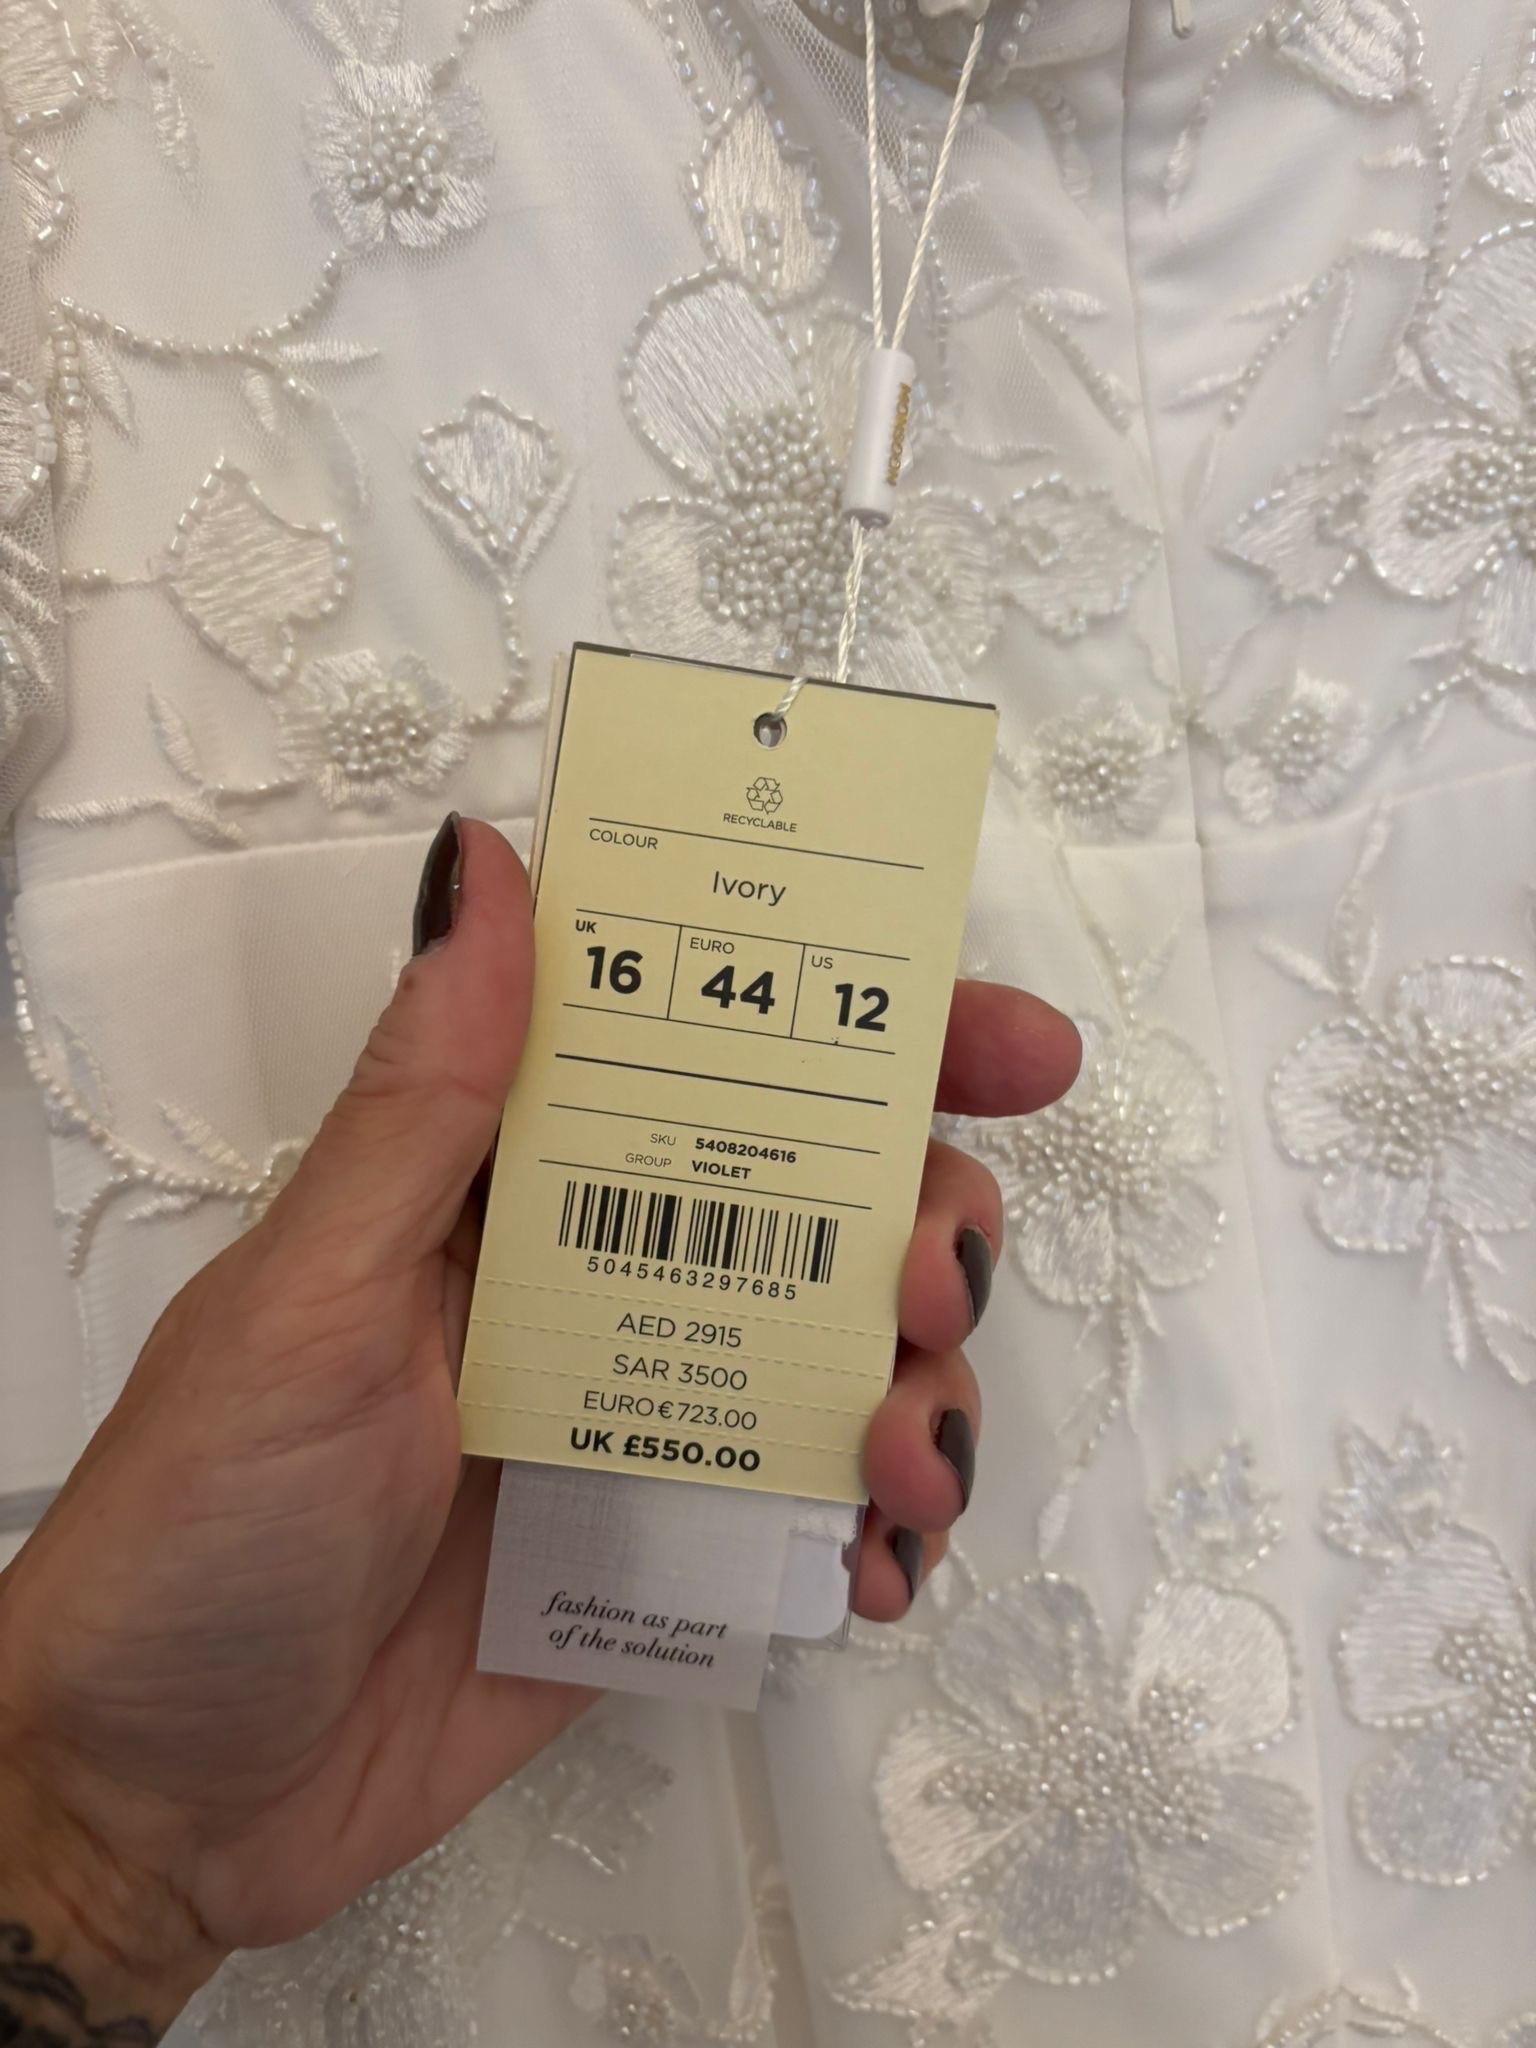 MONSOON
RECYCLABLE
COLOUR
Ivory
UK EURO US
16 44 12
SKU 5408204616
GROUP VIOLET
5045463297685
AED 2915
SAR 3500
EURO €723.00
UK £550.00
fashion as part
of the solution